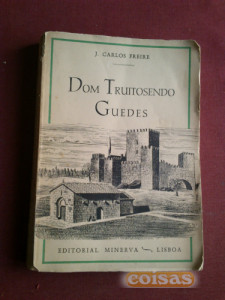 J. CARLOS FREIRE
DOM TRUITOSENDO
GUEDES
EDITORIAL MINERVA — LISBOA
coisas